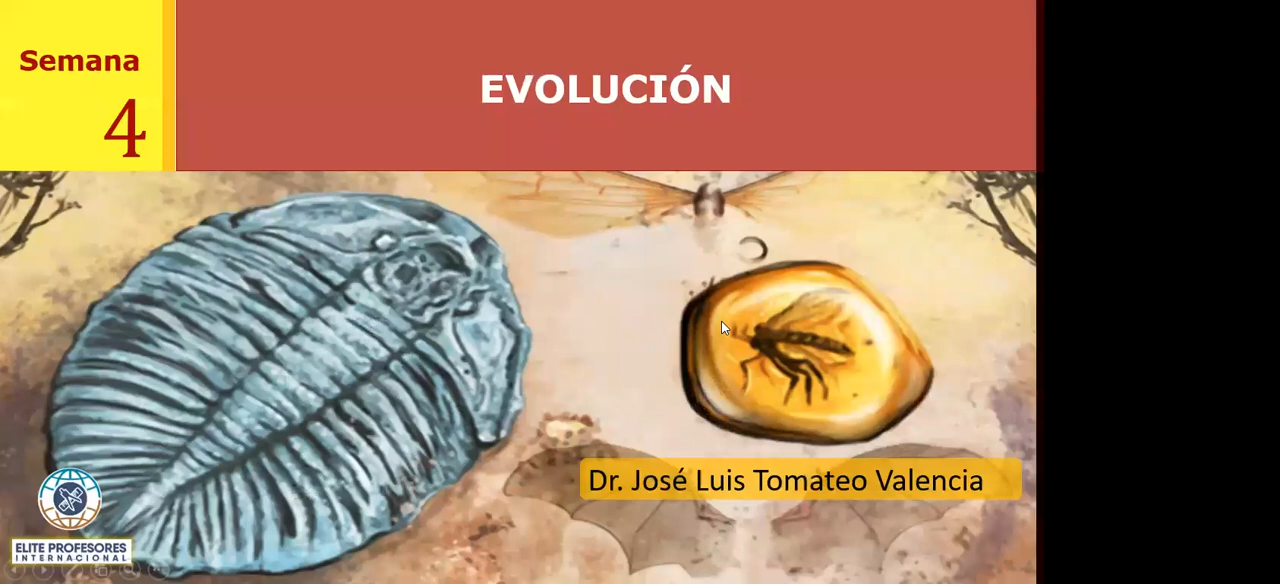 Semana
4
EVOLUCIÓN
Dr. José Luis Tomateo Valencia
ELITE PROFESORES
INTERNACIONAL